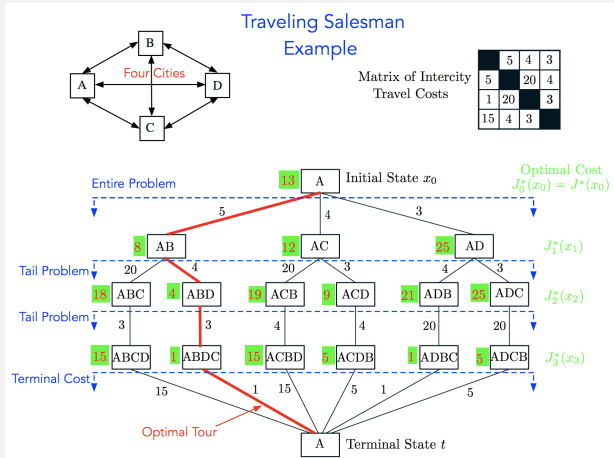 Traveling Salesman
Example
B
Four Cities
A
D
C
Matrix of Intercity
Travel Costs
5 4 3
5 20 4
1 20 3
15 4 3
Optimal Cost
J₀*(x₀) = J*(x₀)
13 A Initial State x₀
Entire Problem
5 4 3
8 AB 12 AC 25 AD J₁*(x₁)
Tail Problem
20 4 20 3 4 3
18 ABC 4 ABD 19 ACB 9 ACD 21 ADB 25 ADC J₂*(x₂)
Tail Problem
3 3 4 4 20 20
15 ABCD 1 ABDC 15 ACBD 5 ACDB 1 ADBC 5 ADCB J₃*(x₃)
Terminal Cost
15 1 15 5 1 5
Optimal Tour
A Terminal State t